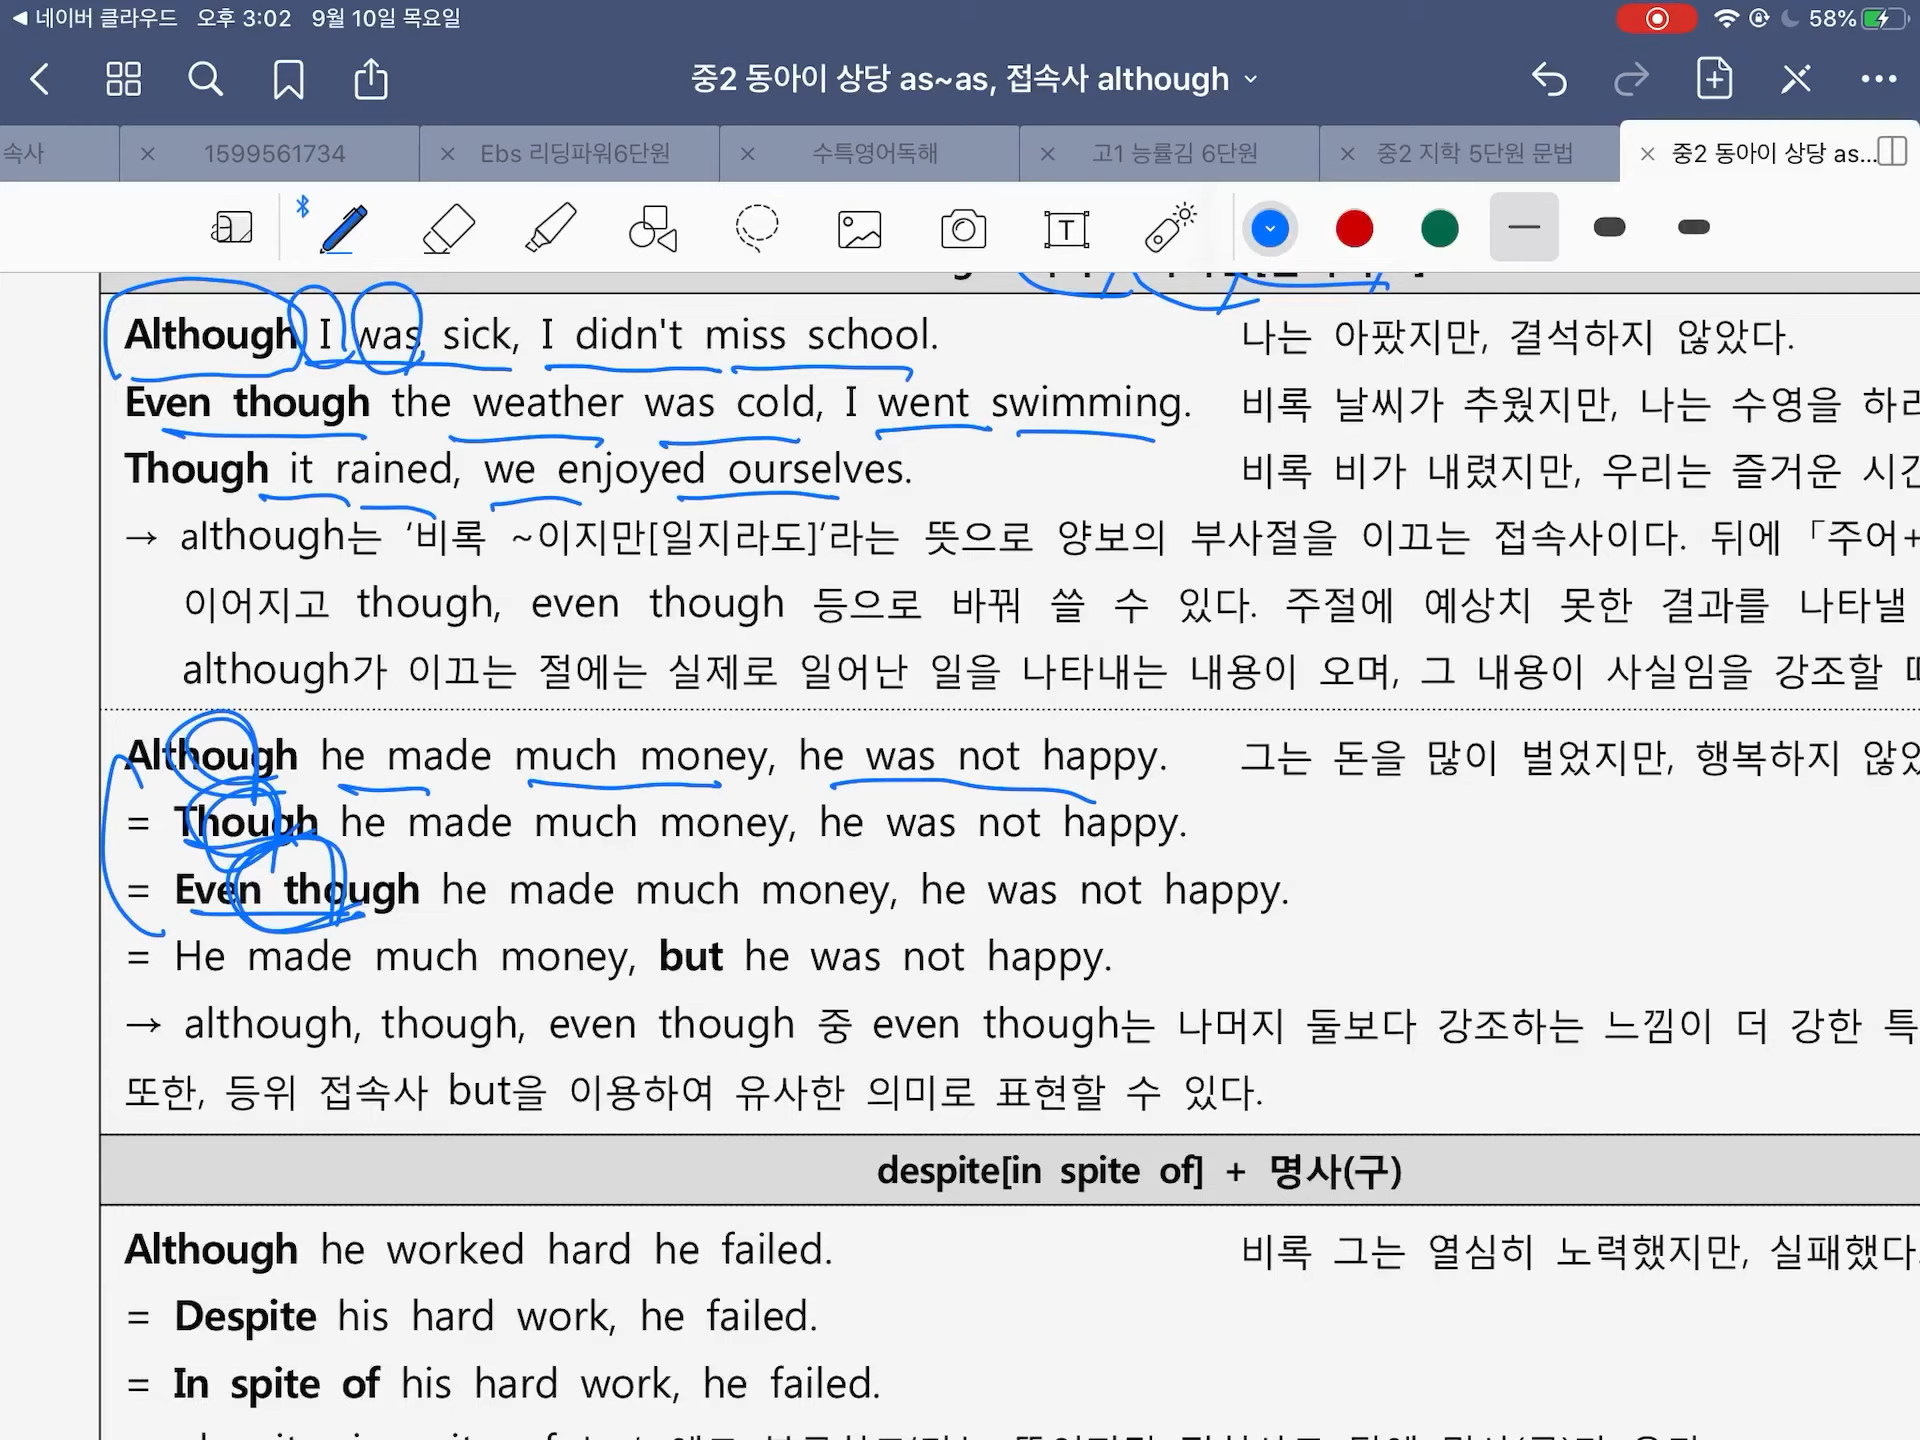 ◀ 네이버 클라우드 오후 3:02 9월 10일 목요일 58%
중2 동아이 상당 as~as, 접속사 although
속사 1599561734 Ebs 리딩파워6단원 수특영어독해 고1 능률김 6단원 중2 지학 5단원 문법 중2 동아이 상당 as...
Although I was sick, I didn't miss school. 나는 아팠지만, 결석하지 않았다.
Even though the weather was cold, I went swimming. 비록 날씨가 추웠지만, 나는 수영을 하러
Though it rained, we enjoyed ourselves. 비록 비가 내렸지만, 우리는 즐거운 시간
→ although는 ‘비록 ~이지만[일지라도]’라는 뜻으로 양보의 부사절을 이끄는 접속사이다. 뒤에 「주어+
이어지고 though, even though 등으로 바꿔 쓸 수 있다. 주절에 예상치 못한 결과를 나타낼
although가 이끄는 절에는 실제로 일어난 일을 나타내는 내용이 오며, 그 내용이 사실임을 강조할
Although he made much money, he was not happy. 그는 돈을 많이 벌었지만, 행복하지 않았
= Though he made much money, he was not happy.
= Even though he made much money, he was not happy.
= He made much money, but he was not happy.
→ although, though, even though 중 even though는 나머지 둘보다 강조하는 느낌이 더 강한 특
또한, 등위 접속사 but을 이용하여 유사한 의미로 표현할 수 있다.
despite[in spite of] + 명사(구)
Although he worked hard he failed. 비록 그는 열심히 노력했지만, 실패했다.
= Despite his hard work, he failed.
= In spite of his hard work, he failed.